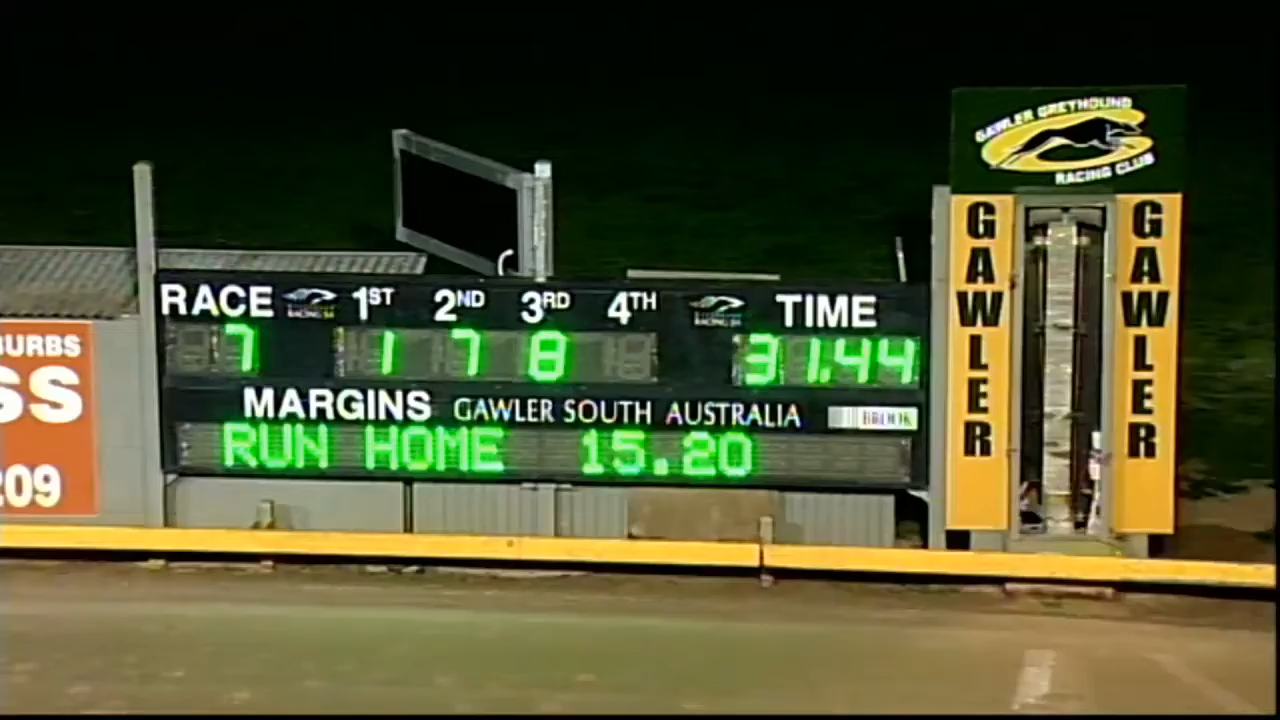 GAWLER GREYHOUND
RACING CLUB
GAWLER
GAWLER
RACE 1ST 2ND 3RD 4TH TIME
7 1 7 8 31.44
MARGINS GAWLER SOUTH AUSTRALIA BROOK
RUN HOME 15.20
BURBS
SS
209